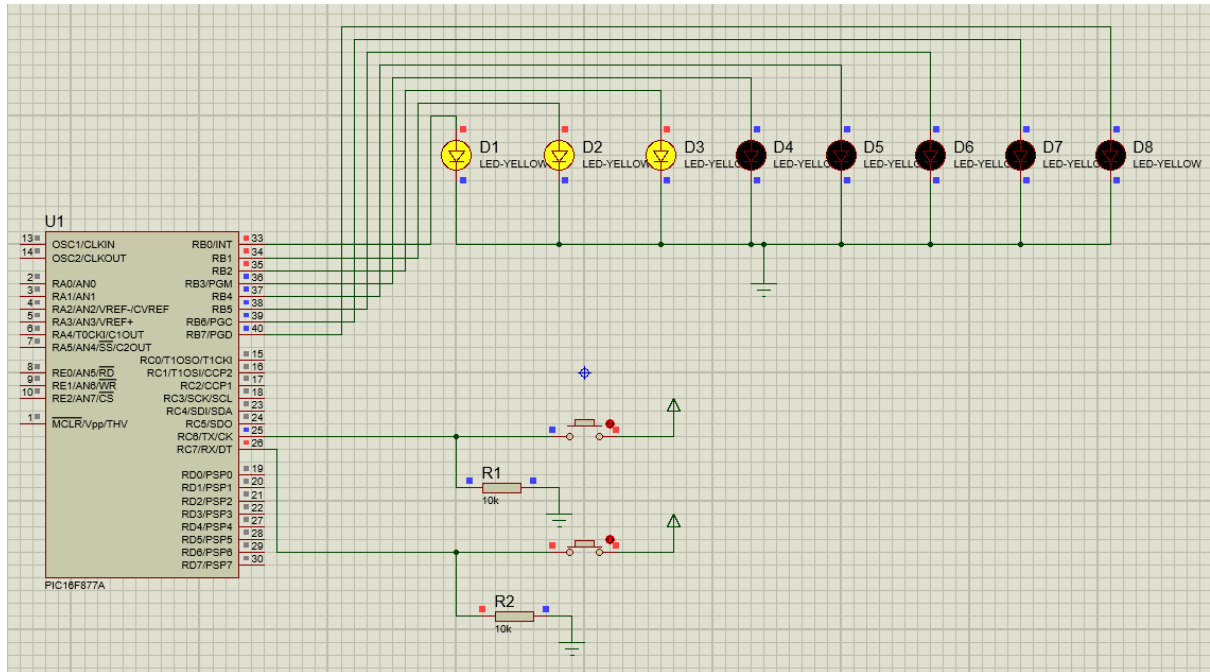 D1
LED-YELLOW
D2
LED-YELLOW
D3
LED-YELLOW
D4
LED-YELLOW
D5
LED-YELLOW
D6
LED-YELLOW
D7
LED-YELLOW
D8
LED-YELLOW
U1
13 OSC1/CLKIN RB0/INT 33
14 OSC2/CLKOUT RB1 34
RB2 35
2 RA0/AN0 RB3/PGM 36
3 RA1/AN1 RB4 37
4 RA2/AN2/VREF-/CVREF RB5 38
5 RA3/AN3/VREF+ RB6/PGC 39
6 RA4/T0CKI/C1OUT RB7/PGD 40
7 RA5/AN4/SS/C2OUT
RC0/T1OSO/T1CKI 15
8 RE0/AN5/RD RC1/T1OSI/CCP2 16
9 RE1/AN6/WR RC2/CCP1 17
10 RE2/AN7/CS RC3/SCK/SCL 18
RC4/SDI/SDA 23
1 MCLR/Vpp/THV RC5/SDO 24
RC6/TX/CK 25
RC7/RX/DT 26
RD0/PSP0 19
RD1/PSP1 20
RD2/PSP2 21
RD3/PSP3 22
RD4/PSP4 27
RD5/PSP5 28
RD6/PSP6 29
RD7/PSP7 30
PIC16F877A
R1
10k
R2
10k